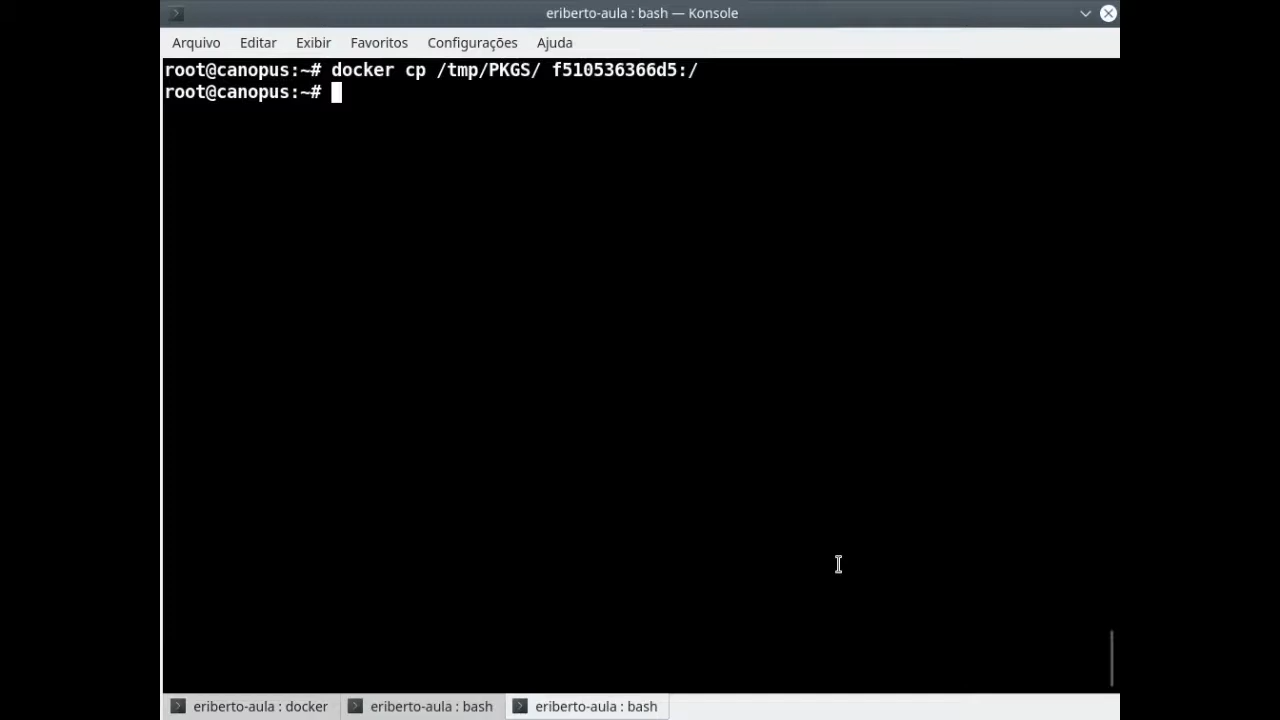 eriberto-aula : bash — Konsole
Arquivo Editar Exibir Favoritos Configurações Ajuda
root@canopus:~# docker cp /tmp/PKGS/ f510536366d5:/
root@canopus:~#
eriberto-aula : docker eriberto-aula : bash eriberto-aula : bash